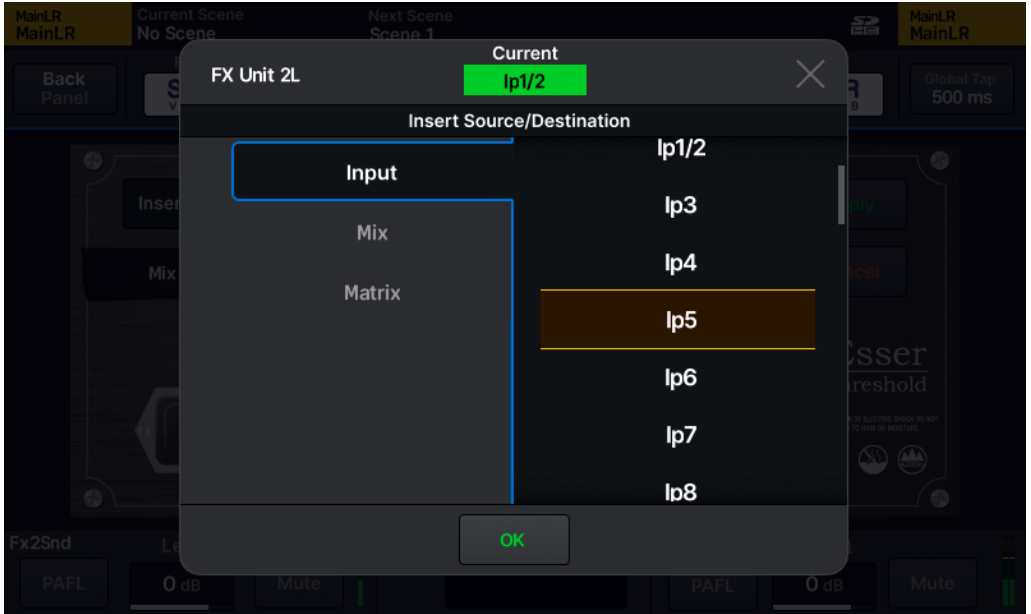 MainLR
MainLR
Current Scene
No Scene
Next Scene
Scene 1
MainLR
MainLR
Back
Panel
Global Tap
500 ms
FX Unit 2L
Current
Ip1/2
Insert Source/Destination
Input
Mix
Matrix
Ip1/2
Ip3
Ip4
Ip5
Ip6
Ip7
Ip8
OK
Mix
Fx2Snd
PAFL
0 dB
Mute
PAFL
0 dB
Mute